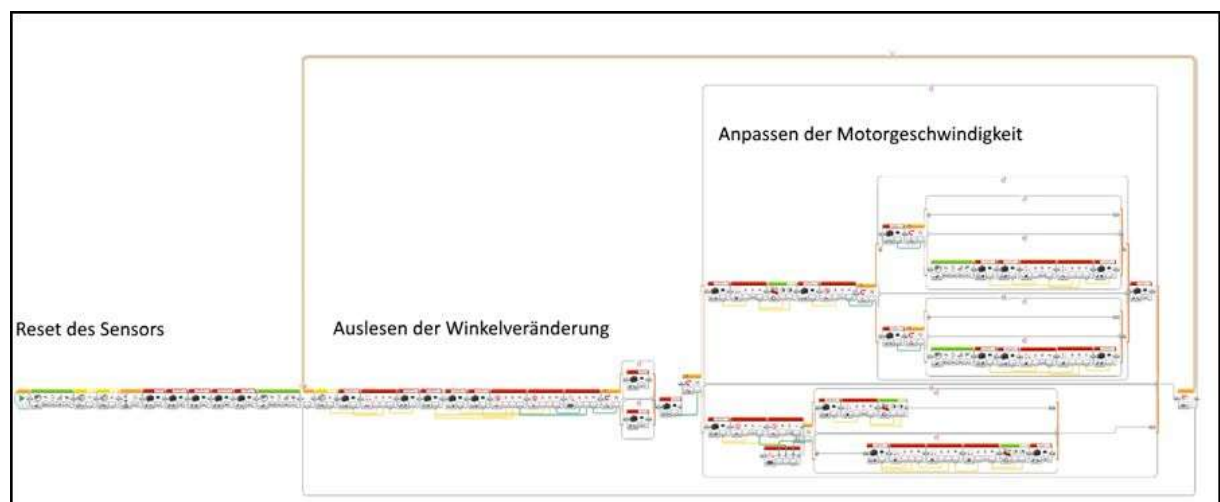 Anpassen der Motorgeschwindigkeit
Reset des Sensors
Auslesen der Winkelveränderung